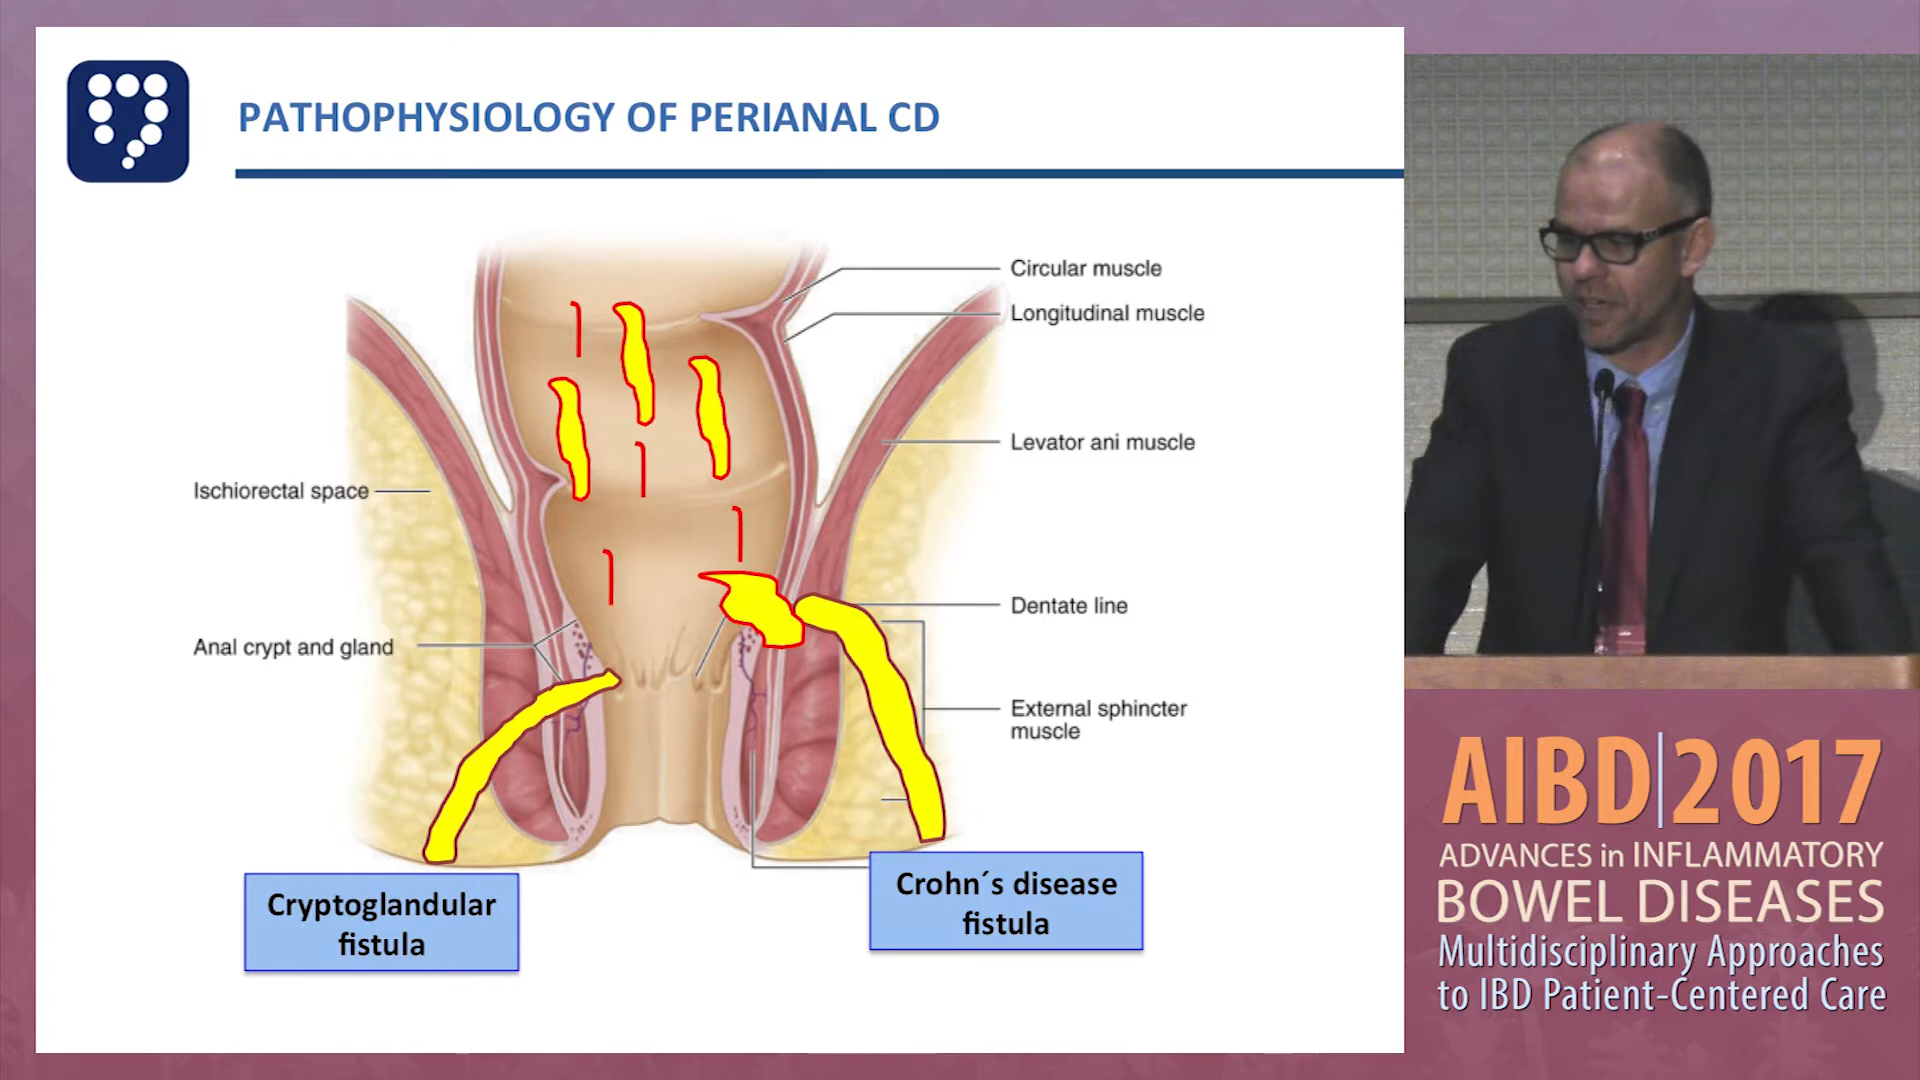 PATHOPHYSIOLOGY OF PERIANAL CD
Circular muscle
Longitudinal muscle
Levator ani muscle
Ischiorectal space
Dentate line
Anal crypt and gland
External sphincter
muscle
Crohn´s disease
fistula
Cryptoglandular
fistula
AIBD|2017
ADVANCES in INFLAMMATORY
BOWEL DISEASES
Multidisciplinary Approaches
to IBD Patient-Centered Care